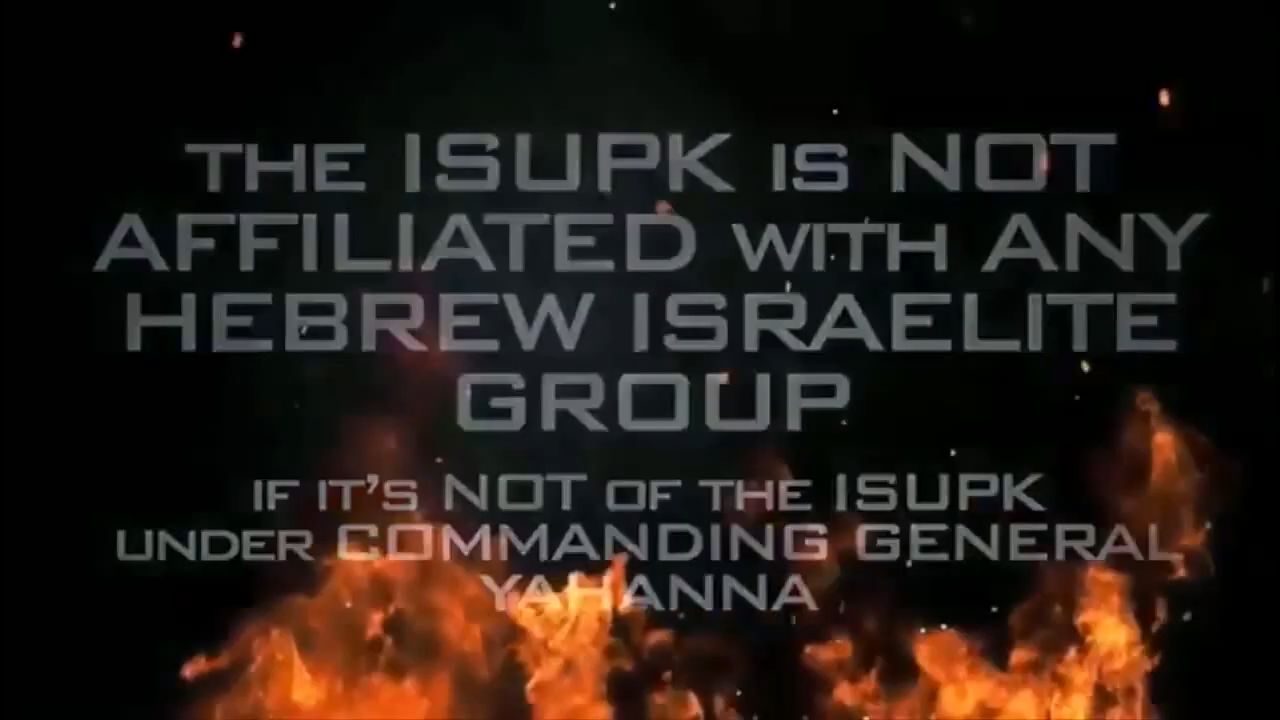 THE ISUPK IS NOT
AFFILIATED WITH ANY
HEBREW ISRAELITE
GROUP
IF IT'S NOT OF THE ISUPK
UNDER COMMANDING GENERAL
YAHANNA